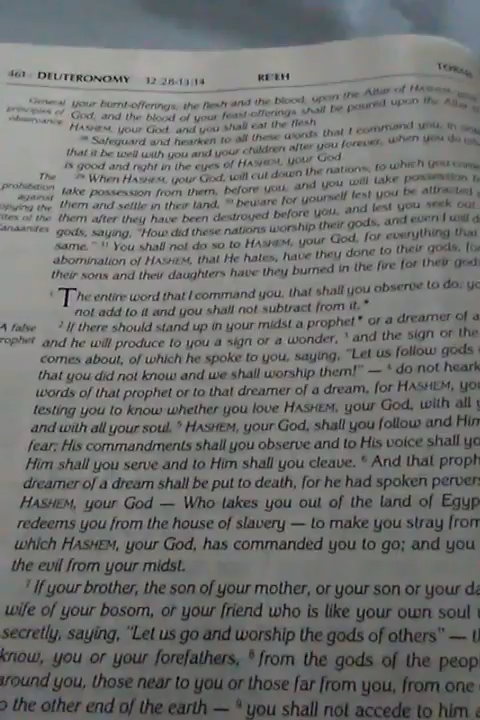 461 DEUTERONOMY 12:28-13:14 RE'EH TORAH
General principles of observance
your burnt-offerings, the flesh and the blood, upon the Altar of HASHEM, your
God; and the blood of your feast-offerings shall be poured upon the Altar
HASHEM, your God, and you shall eat the flesh.
28 Safeguard and hearken to all these words that I command you, in
that it be well with you and your children after you forever, when you do
is good and right in the eyes of HASHEM, your God.
The prohibition against copying the rites of the Canaanites
29 When HASHEM, your God, will cut down the nations, to which you come
take possession from them, before you, and you will take possession
them and settle in their land, 30 beware for yourself lest you be attracted
them after they have been destroyed before you, and lest you seek out
gods, saying, "How did these nations worship their gods, and even I will d
same." 31 You shall not do so to HASHEM, your God, for everything that
abomination of HASHEM, that He hates, have they done to their gods; for
their sons and their daughters have they burned in the fire for their gods
1 The entire word that I command you, that shall you observe to do; yo
not add to it and you shall not subtract from it.*
A false prophet
2 If there should stand up in your midst a prophet* or a dreamer of a
and he will produce to you a sign or a wonder, 3 and the sign or the
comes about, of which he spoke to you, saying, "Let us follow gods
that you did not know and we shall worship them!" — 4 do not heark
words of that prophet or to that dreamer of a dream, for HASHEM, you
testing you to know whether you love HASHEM, your God, with all y
and with all your soul. 5 HASHEM, your God, shall you follow and Him
fear; His commandments shall you observe and to His voice shall yo
Him shall you serve and to Him shall you cleave. 6 And that proph
dreamer of a dream shall be put to death, for he had spoken perver
HASHEM, your God — Who takes you out of the land of Egyp
redeems you from the house of slavery — to make you stray from
which HASHEM, your God, has commanded you to go; and you
the evil from your midst.
7 If your brother, the son of your mother, or your son or your da
wife of your bosom, or your friend who is like your own soul
secretly, saying, "Let us go and worship the gods of others" — t
know, you or your forefathers, 8 from the gods of the peop
around you, those near to you or those far from you, from one
o the other end of the earth — 9 you shall not accede to him